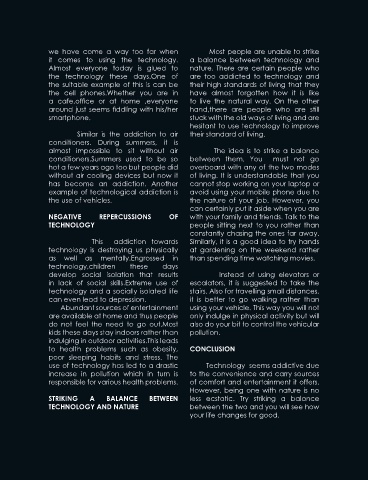 we have come a way too far when
it comes to using the technology.
Almost everyone today is glued to
the technology these days.One of
the suitable example of this is can be
the cell phones.Whether you are in
a cafe,office or at home ,everyone
around just seems fiddling with his/her
smartphone.
Similar is the addiction to air
conditioners. During summers, it is
almost impossible to sit without air
conditioners.Summers used to be so
hot a few years ago too but people did
without air cooling devices but now it
has become an addiction. Another
example of technological addiction is
the use of vehicles.
NEGATIVE REPERCUSSIONS OF
TECHNOLOGY
This addiction towards
technology is destroying us physically
as well as mentally.Engrossed in
technology,children these days
develop social isolation that results
in lack of social skills.Extreme use of
technology and a socially isolated life
can even lead to depression.
Abundant sources of entertainment
are available at home and thus people
do not feel the need to go out.Most
kids these days stay indoors rather than
indulging in outdoor activities.This leads
to health problems such as obesity,
poor sleeping habits and stress. The
use of technology has led to a drastic
increase in pollution which in turn is
responsible for various health problems.
STRIKING A BALANCE BETWEEN
TECHNOLOGY AND NATURE
Most people are unable to strike
a balance between technology and
nature. There are certain people who
are too addicted to technology and
their high standards of living that they
have almost forgotten how it is like
to live the natural way. On the other
hand,there are people who are still
stuck with the old ways of living and are
hesitant to use technology to improve
their standard of living.
The idea is to strike a balance
between them. You must not go
overboard with any of the two modes
of living. It is understandable that you
cannot stop working on your laptop or
avoid using your mobile phone due to
the nature of your job. However, you
can certainly put it aside when you are
with your family and friends. Talk to the
people sitting next to you rather than
constantly chasing the ones far away.
Similarly, it is a good idea to try hands
at gardening on the weekend rather
than spending time watching movies.
Instead of using elevators or
escalators, it is suggested to take the
stairs. Also for travelling small distances,
it is better to go walking rather than
using your vehicle. This way you will not
only indulge in physical activity but will
also do your bit to control the vehicular
pollution.
CONCLUSION
Technology seems addictive due
to the convenience and carry sources
of comfort and entertainment it offers.
However, being one with nature is no
less ecstatic. Try striking a balance
between the two and you will see how
your life changes for good.